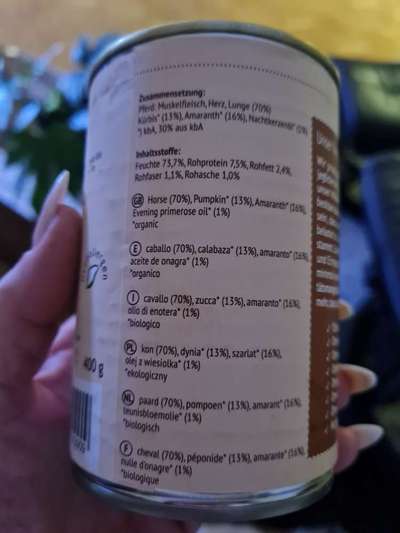 Zusammensetzung:
Pferd: Muskelfleisch, Herz, Lunge (70%)
Kürbis* (13%), Amaranth* (16%), Nachtkerzenöl* (1%)
*) kbA, 30% aus kbA
Inhaltsstoffe:
Feuchte 73,7%, Rohprotein 7,5%, Rohfett 2,4%,
Rohfaser 1,1%, Rohasche 1,0%
GB Horse (70%), Pumpkin* (13%), Amaranth* (16%),
Evening primrose oil* (1%)
*organic
E caballo (70%), calabaza* (13%), amaranto* (16%),
aceite de onagra* (1%)
*organico
I cavallo (70%), zucca* (13%), amaranto* (16%),
olio di enotera* (1%)
*biologico
PL kon (70%), dynia* (13%), szarłat* (16%),
olej z wiesiolka* (1%)
*ekologiczny
NL paard (70%), pompoen* (13%), amarant* (16%),
teunisbloemolie* (1%)
*biologisch
F cheval (70%), péponide* (13%), amarante* (16%),
huile d'onagre* (1%)
*biologique
400 g